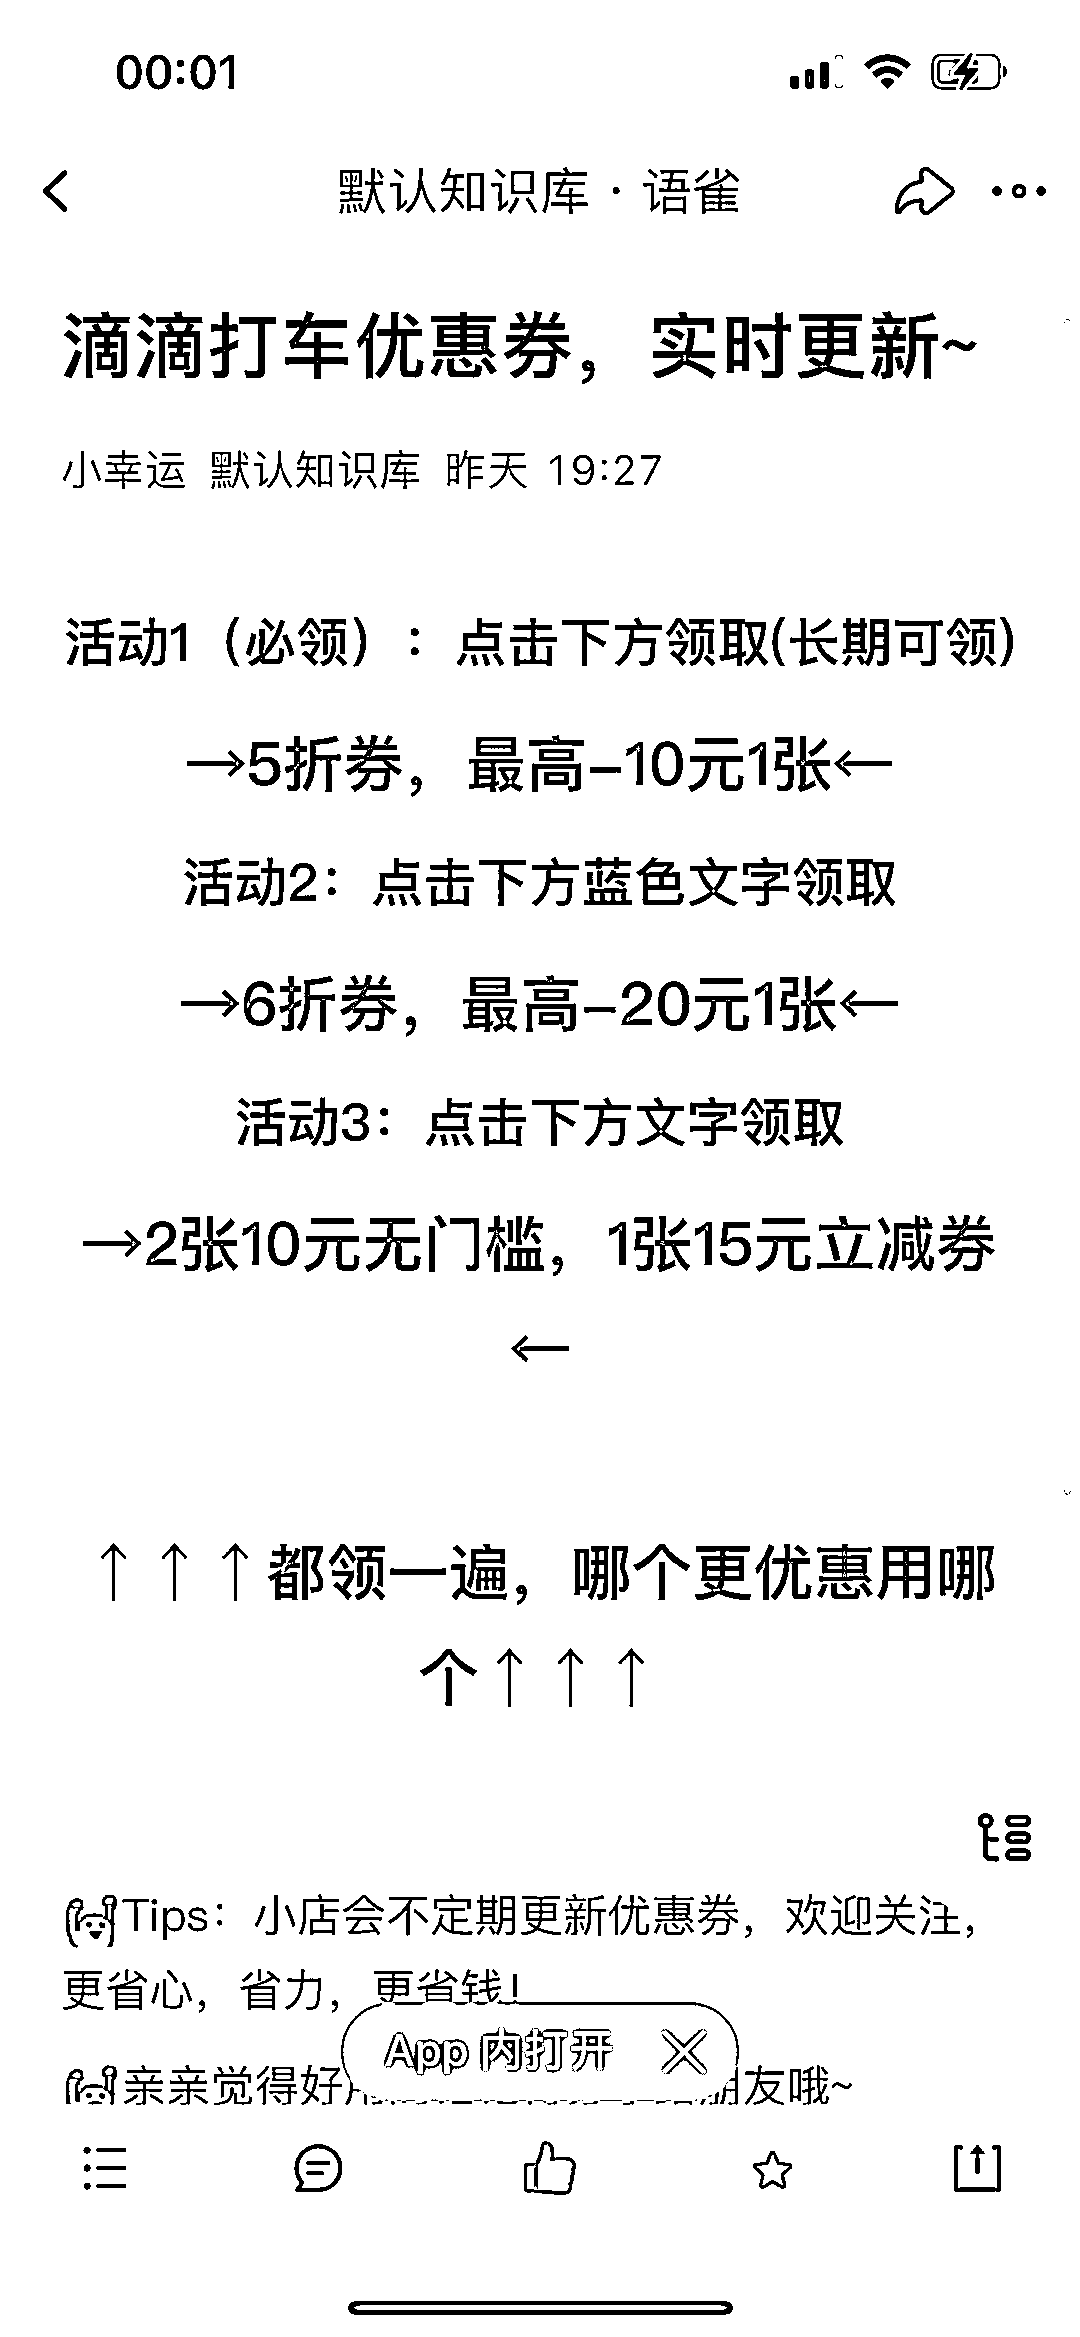 00:01
默认知识库 · 语雀
滴滴打车优惠券，实时更新~
小幸运 默认知识库 昨天 19:27
活动1（必领）：点击下方领取(长期可领)
→5折券，最高-10元1张←
活动2：点击下方蓝色文字领取
→6折券，最高-20元1张←
活动3：点击下方文字领取
→2张10元无门槛，1张15元立减券
←
↑↑↑都领一遍，哪个更优惠用哪
个↑↑↑
Tips：小店会不定期更新优惠券，欢迎关注，
更省心，省力，更省钱！
App 内打开
亲亲觉得好 朋友哦~